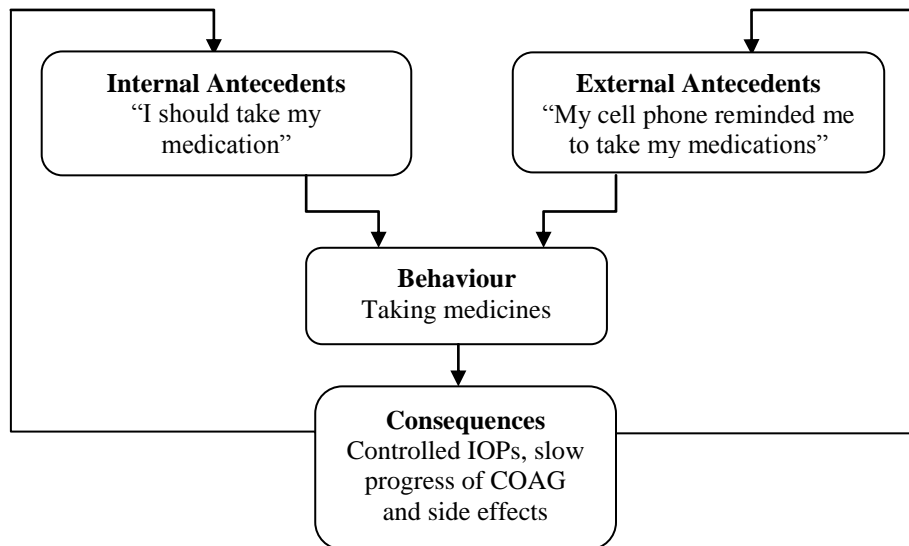 Internal Antecedents
“I should take my
medication”
External Antecedents
“My cell phone reminded me
to take my medications”
Behaviour
Taking medicines
Consequences
Controlled IOPs, slow
progress of COAG
and side effects